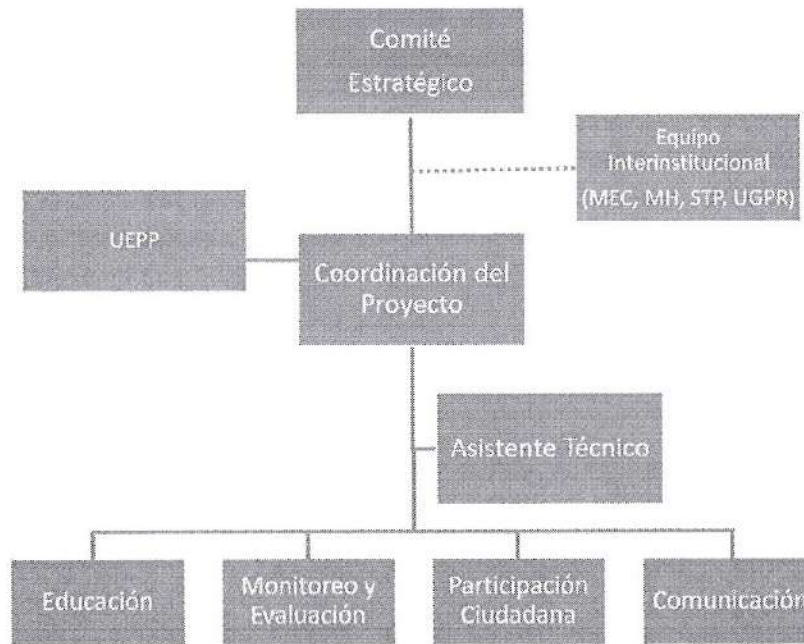 Comité
Estratégico
Equipo
Interinstitucional
(MEC, MH, STP, UGPR)
UEPP
Coordinación del
Proyecto
Asistente Técnico
Educación
Monitoreo y
Evaluación
Participación
Ciudadana
Comunicación